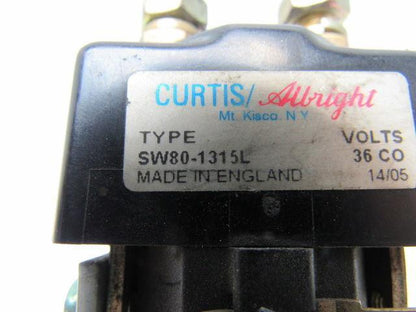 CURTIS/ Albright
Mt. Kisco, N Y
TYPE VOLTS
SW80-1315L 36 CO
MADE IN ENGLAND 14/05